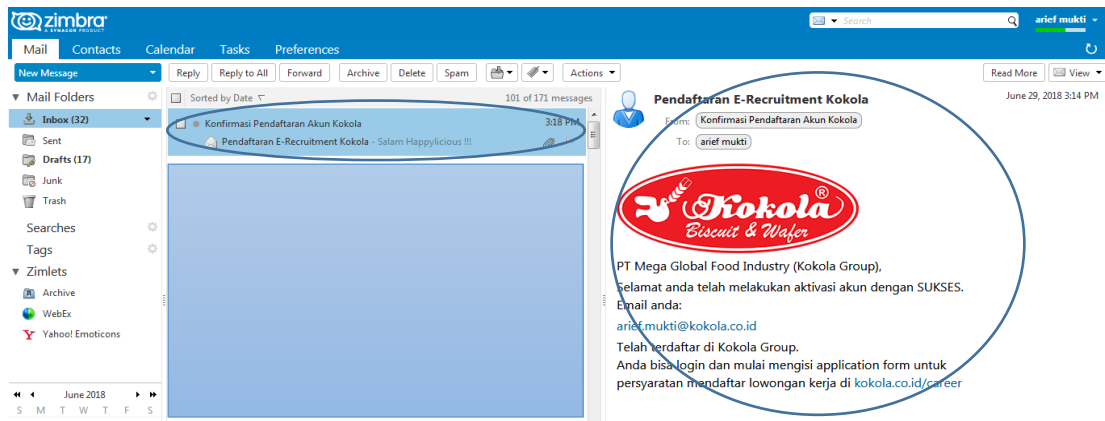 zimbra
A SYNACOR PRODUCT
Search
arief mukti
Mail Contacts Calendar Tasks Preferences
New Message
Reply Reply to All Forward Archive Delete Spam Actions Read More View
Mail Folders
Inbox (32)
Sent
Drafts (17)
Junk
Trash
Searches
Tags
Zimlets
Archive
WebEx
Yahoo! Emoticons
June 2018
S M T W T F S
Sorted by Date 101 of 171 messages
Konfirmasi Pendaftaran Akun Kokola 3:18 PM
Pendaftaran E-Recruitment Kokola - Salam Happylicious !!!
Pendaftaran E-Recruitment Kokola June 29, 2018 3:14 PM
From: Konfirmasi Pendaftaran Akun Kokola
To: arief mukti
Kokola ®
Biscuit & Wafer
PT Mega Global Food Industry (Kokola Group),
Selamat anda telah melakukan aktivasi akun dengan SUKSES.
Email anda:
arief.mukti@kokola.co.id
Telah terdaftar di Kokola Group.
Anda bisa login dan mulai mengisi application form untuk
persyaratan mendaftar lowongan kerja di kokola.co.id/career